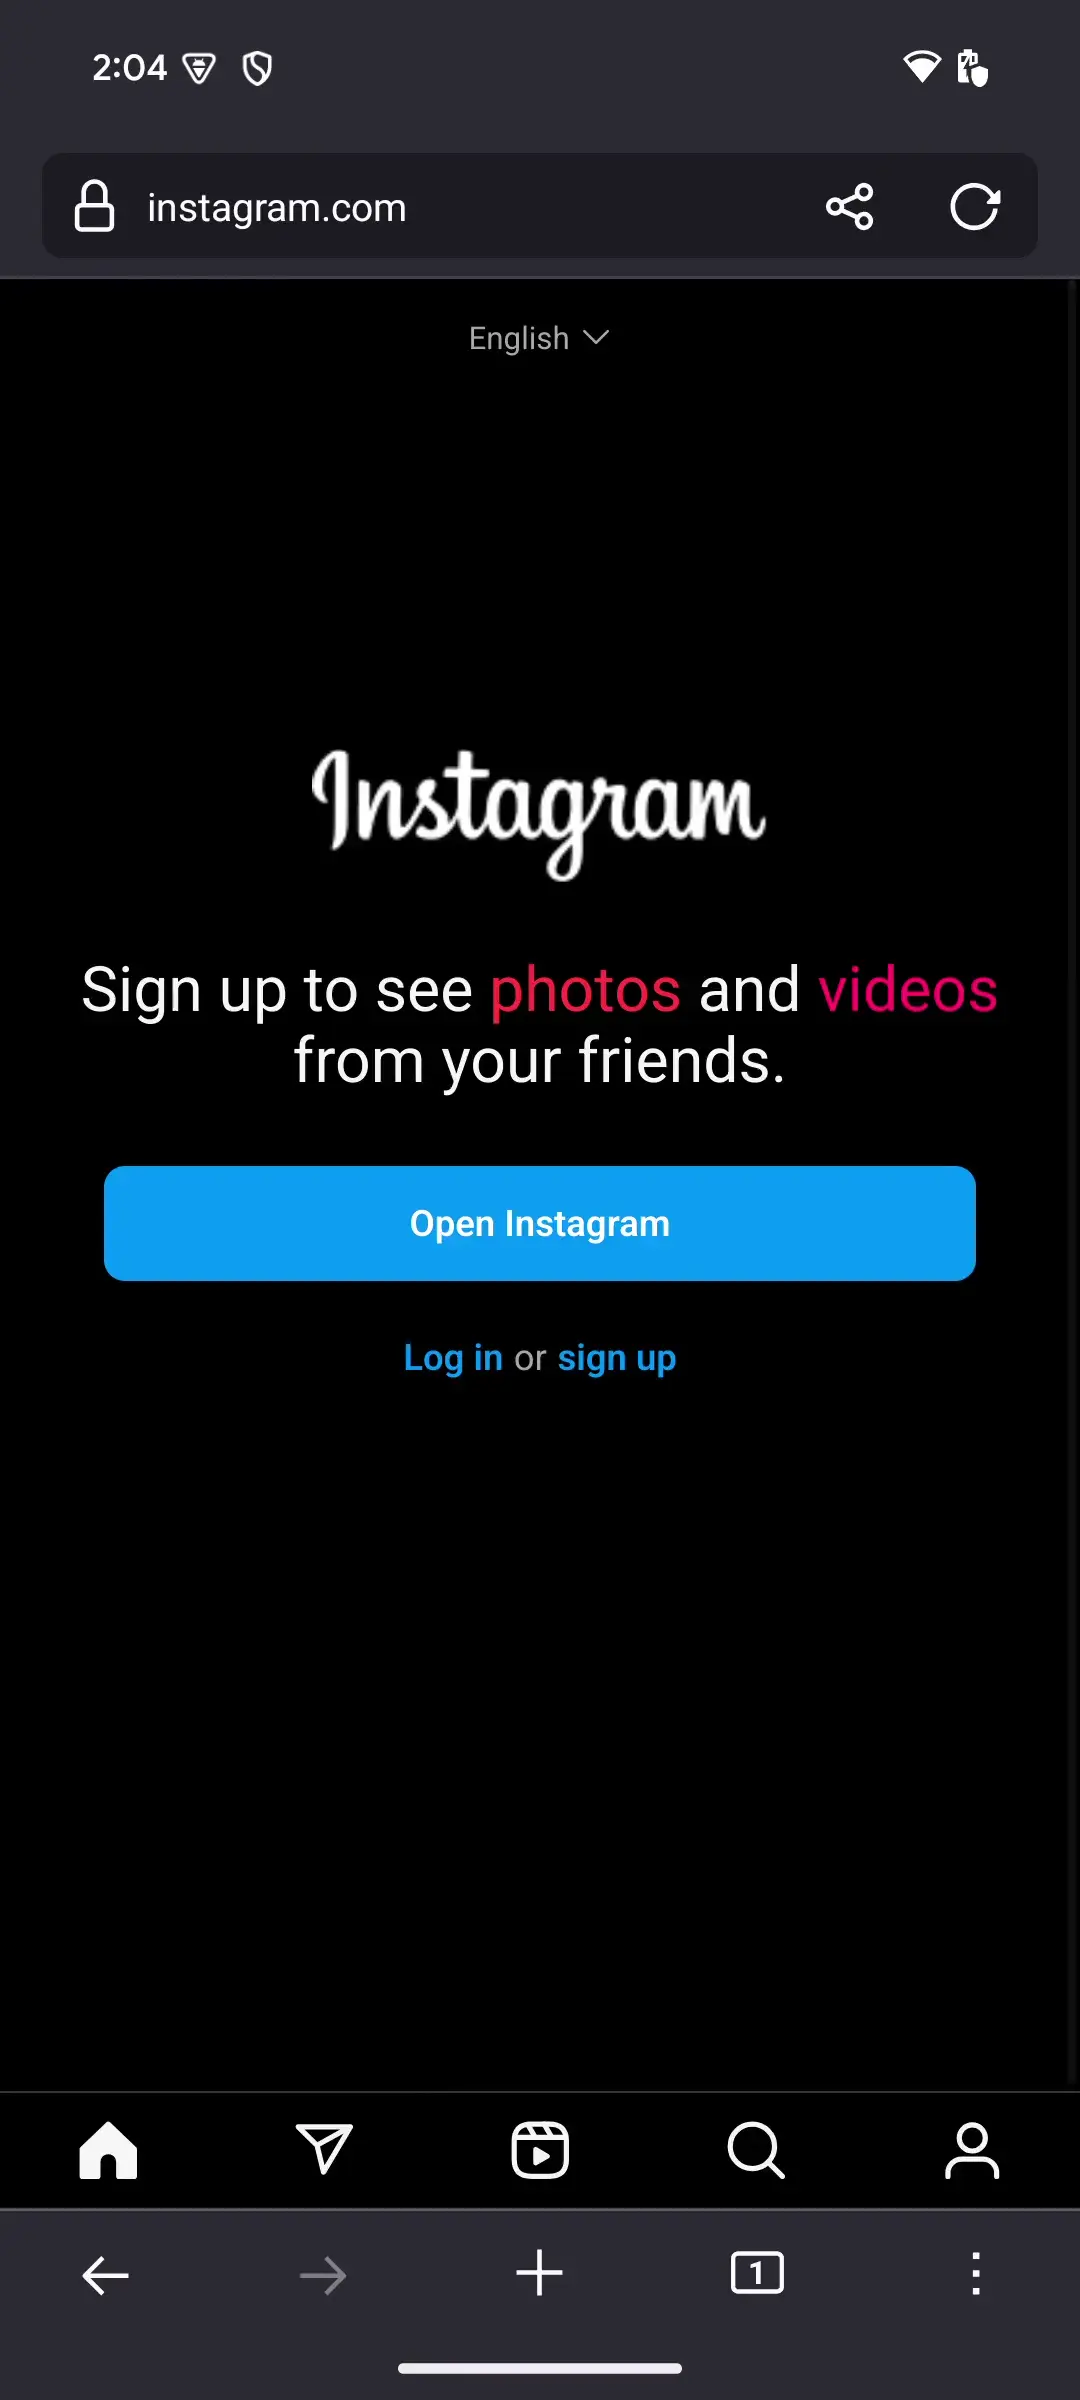 2:04
instagram.com
English
Instagram
Sign up to see photos and videos
from your friends.
Open Instagram
Log in or sign up
1